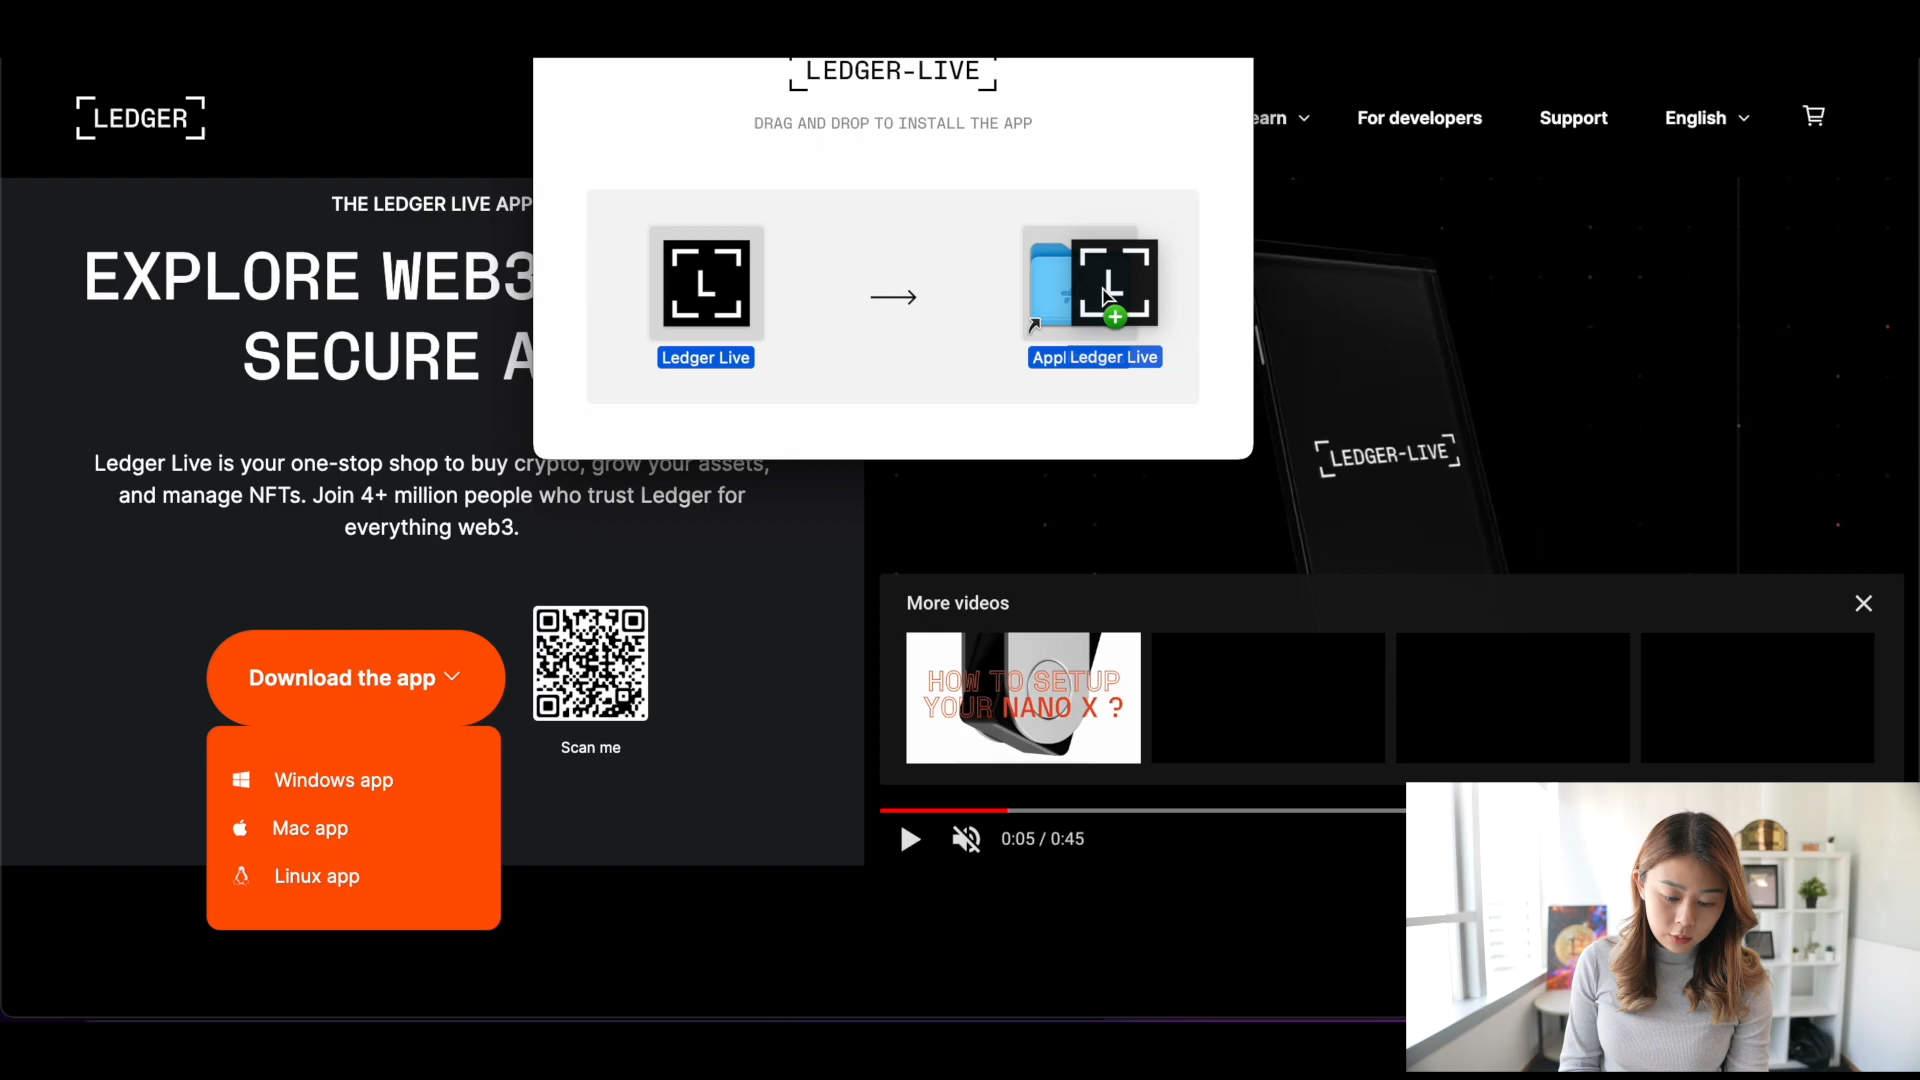 LEDGER-LIVE
DRAG AND DROP TO INSTALL THE APP
Ledger Live
Appl Ledger Live
LEDGER
earn
For developers
Support
English
THE LEDGER LIVE APP
EXPLORE WEB3
SECURE A
Ledger Live is your one-stop shop to buy crypto, grow your assets,
and manage NFTs. Join 4+ million people who trust Ledger for
everything web3.
Download the app
Scan me
Windows app
Mac app
Linux app
LEDGER-LIVE
More videos
HOW TO SETUP
YOUR NANO X ?
0:05 / 0:45